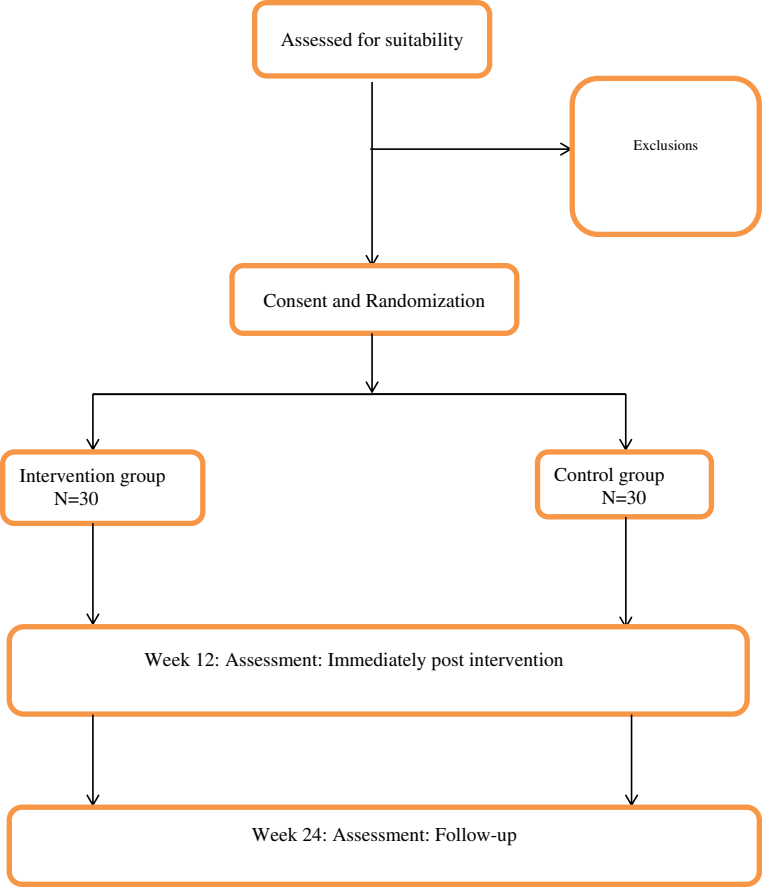 Assessed for suitability
Exclusions
Consent and Randomization
Intervention group
N=30
Control group
N=30
Week 12: Assessment: Immediately post intervention
Week 24: Assessment: Follow-up